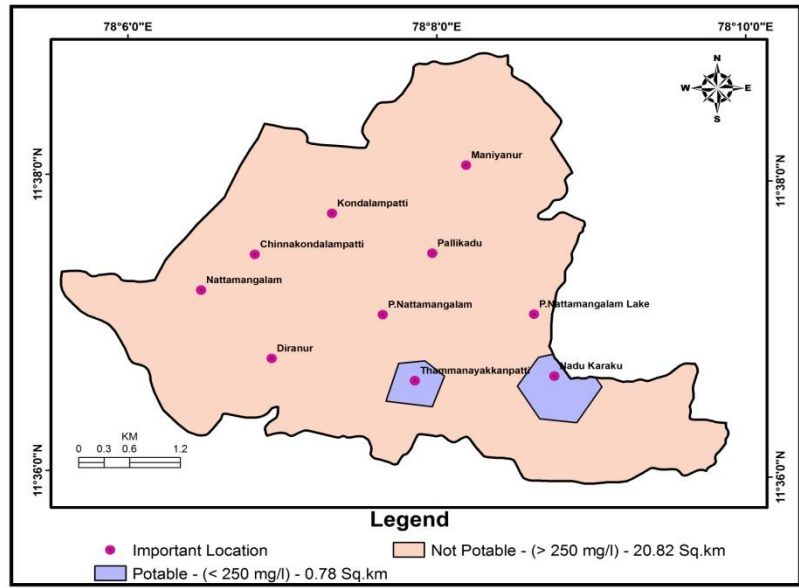 78°6'0"E
78°8'0"E
78°10'0"E
N
W E
S
Maniyanur
11°38'0"N
11°38'0"N
Kondalampatti
Chinnakondalampatti
Pallikadu
Nattamangalam
P.Nattamangalam
P.Nattamangalam Lake
Diranur
Thammanayakkanpatti
Nadu Karaku
KM
0 0.3 0.6 1.2
11°36'0"N
11°36'0"N
Legend
Important Location
Not Potable - (> 250 mg/l) - 20.82 Sq.km
Potable - (< 250 mg/l) - 0.78 Sq.km